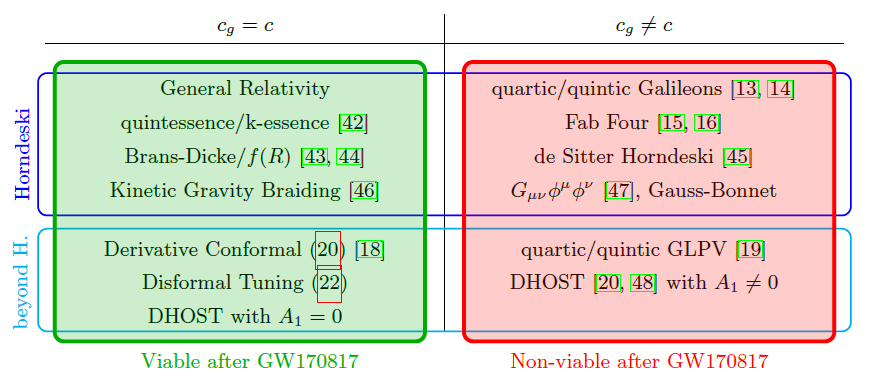 c_g = c
c_g ≠ c
Horndeski
General Relativity
quintessence/k-essence [42]
Brans-Dicke/f(R) [43, 44]
Kinetic Gravity Braiding [46]
quartic/quintic Galileons [13, 14]
Fab Four [15, 16]
de Sitter Horndeski [45]
G_{μν}ϕ^μϕ^ν [47], Gauss-Bonnet
beyond H.
Derivative Conformal (20) [18]
Disformal Tuning (22)
DHOST with A_1 = 0
quartic/quintic GLPV [19]
DHOST [20, 48] with A_1 ≠ 0
Viable after GW170817
Non-viable after GW170817